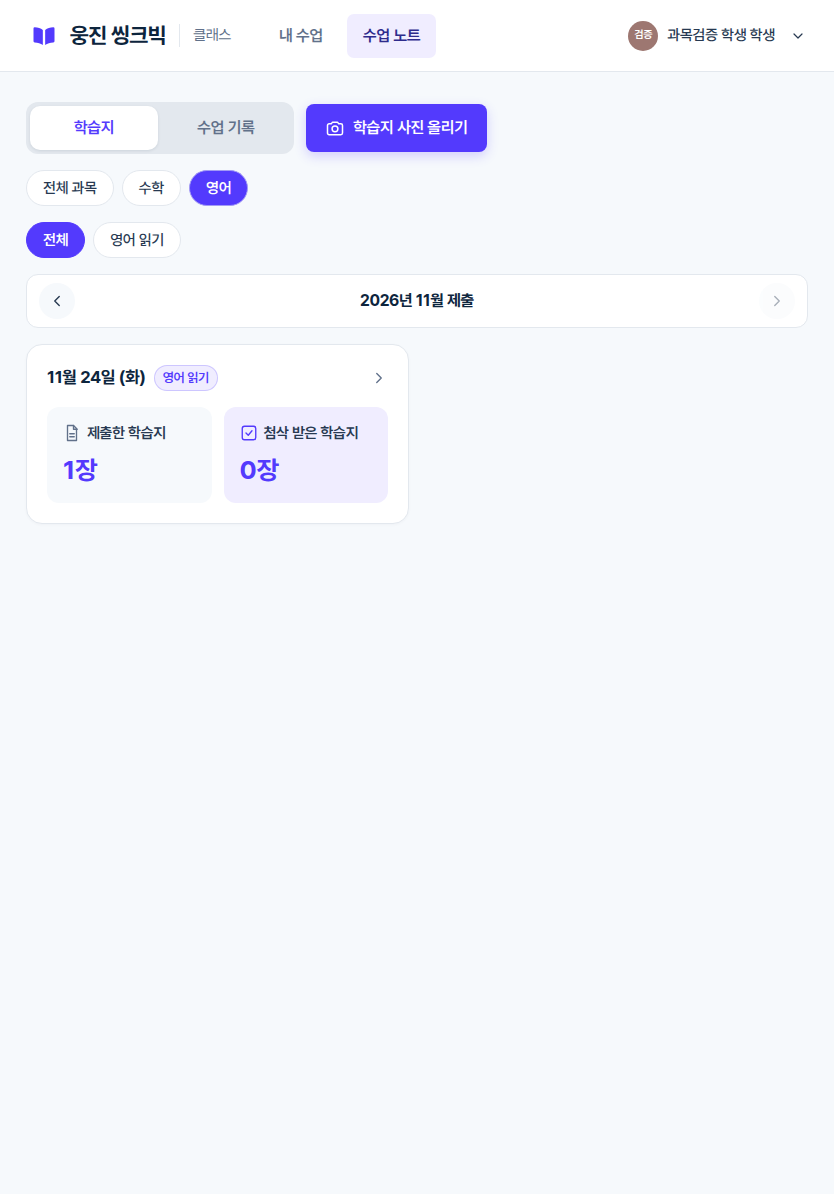 웅진 씽크빅 클래스 내 수업 수업 노트 검증 과목검증 학생 학생
학습지 수업 기록 학습지 사진 올리기
전체 과목 수학 영어
전체 영어 읽기
2026년 11월 제출
11월 24일 (화) 영어 읽기
제출한 학습지 첨삭 받은 학습지
1장 0장